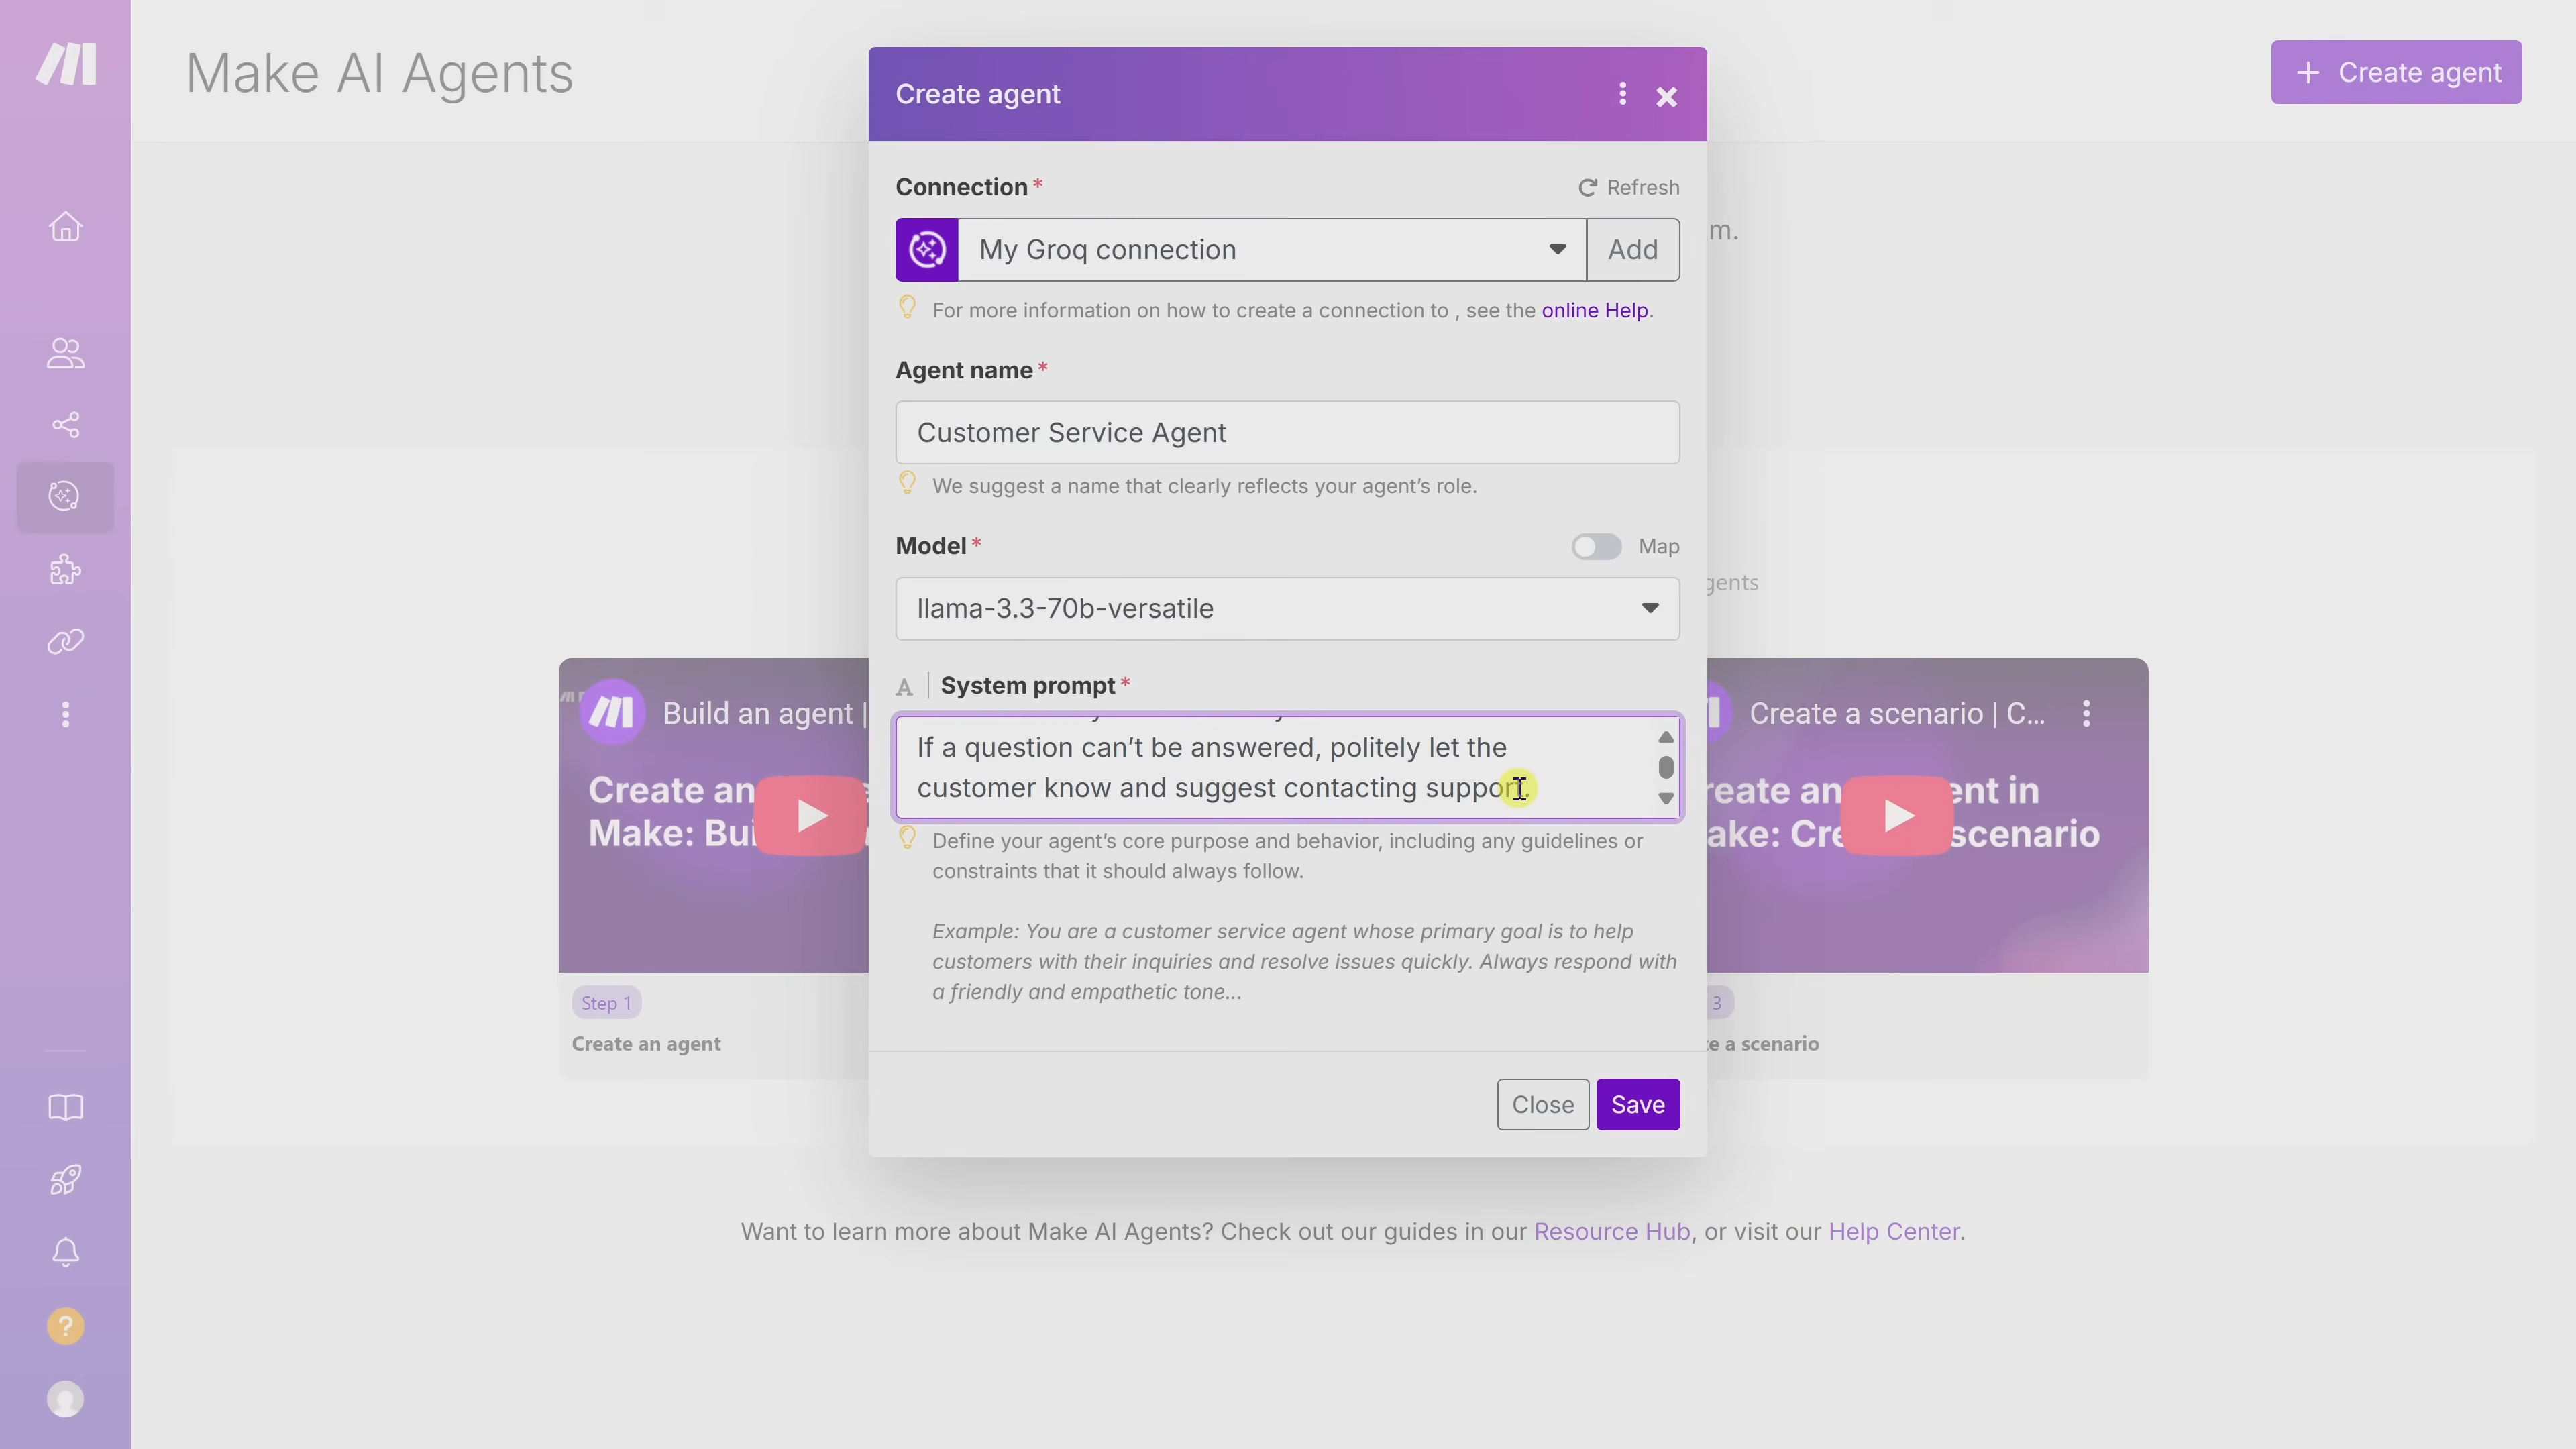 Make AI Agents
+ Create agent
Create agent
Connection *
Refresh
My Groq connection
Add
m.
For more information on how to create a connection to , see the online Help.
Agent name *
Customer Service Agent
We suggest a name that clearly reflects your agent’s role.
Model *
Map
gents
llama-3.3-70b-versatile
A | System prompt *
If a question can’t be answered, politely let the
customer know and suggest contacting support.
Define your agent’s core purpose and behavior, including any guidelines or
constraints that it should always follow.
Example: You are a customer service agent whose primary goal is to help
customers with their inquiries and resolve issues quickly. Always respond with
a friendly and empathetic tone...
Close
Save
Build an agent |
Create an
Make: Bui
Step 1
Create an agent
Create a scenario | C...
reate an ent in
ake: Cre scenario
3
e a scenario
Want to learn more about Make AI Agents? Check out our guides in our Resource Hub, or visit our Help Center.
?